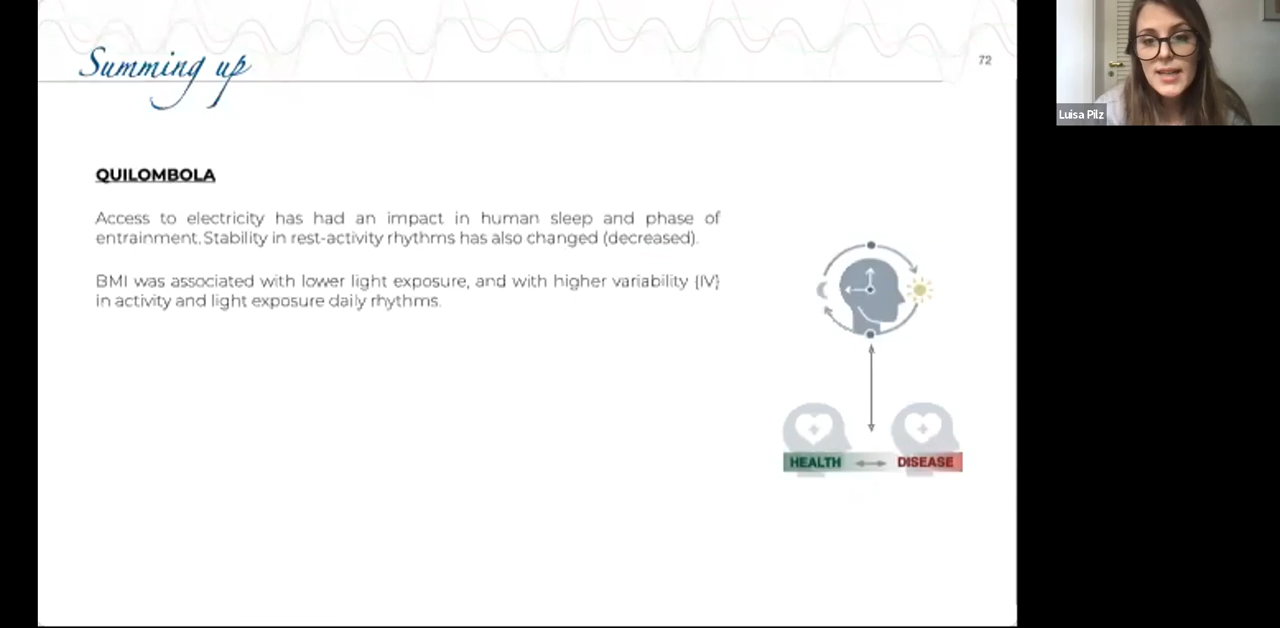 Summing up
72
Luisa Pilz
QUILOMBOLA
Access to electricity has had an impact in human sleep and phase of
entrainment. Stability in rest-activity rhythms has also changed (decreased).
BMI was associated with lower light exposure, and with higher variability (IV)
in activity and light exposure daily rhythms.
HEALTH
DISEASE